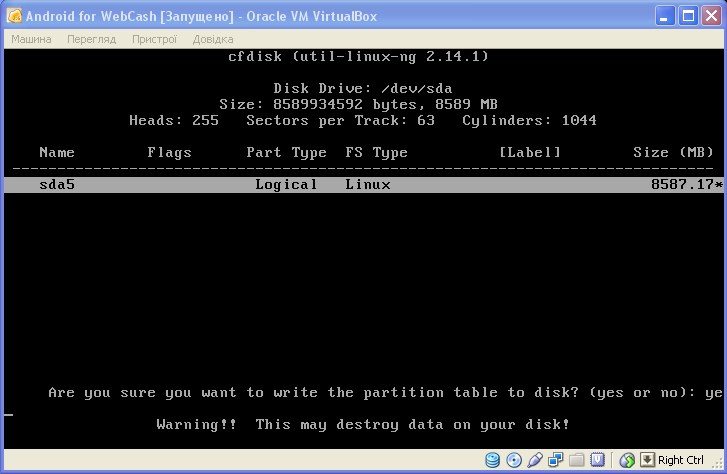 Android for WebCash [Запущено] - Oracle VM VirtualBox
Машина Перегляд Пристрої Довідка
cfdisk (util-linux-ng 2.14.1)
Disk Drive: /dev/sda
Size: 8589934592 bytes, 8589 MB
Heads: 255 Sectors per Track: 63 Cylinders: 1044
Name Flags Part Type FS Type [Label] Size (MB)
sda5 Logical Linux 8587.17*
Are you sure you want to write the partition table to disk? (yes or no): ye
Warning!! This may destroy data on your disk!
Right Ctrl